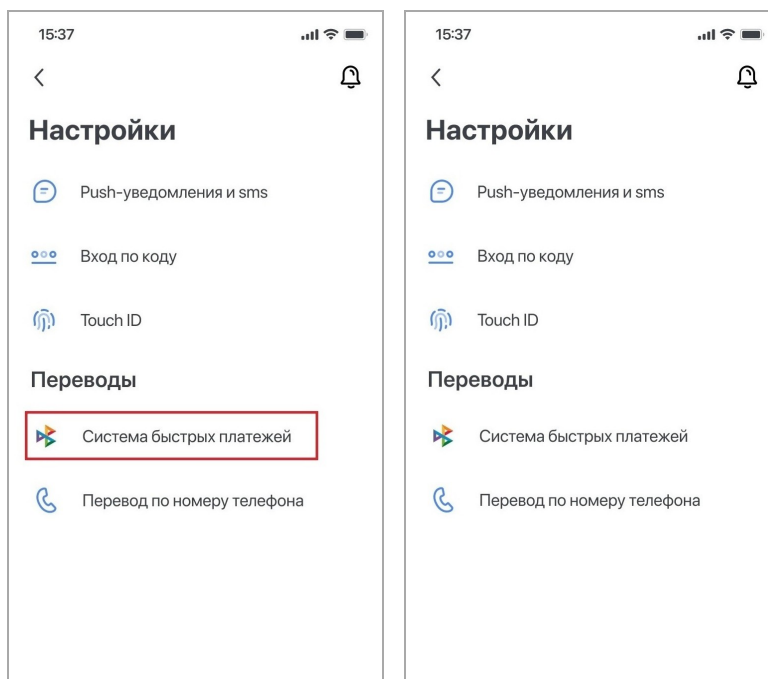 15:37
Настройки
Push-уведомления и sms
Вход по коду
Touch ID
Переводы
Система быстрых платежей
Перевод по номеру телефона
15:37
Настройки
Push-уведомления и sms
Вход по коду
Touch ID
Переводы
Система быстрых платежей
Перевод по номеру телефона